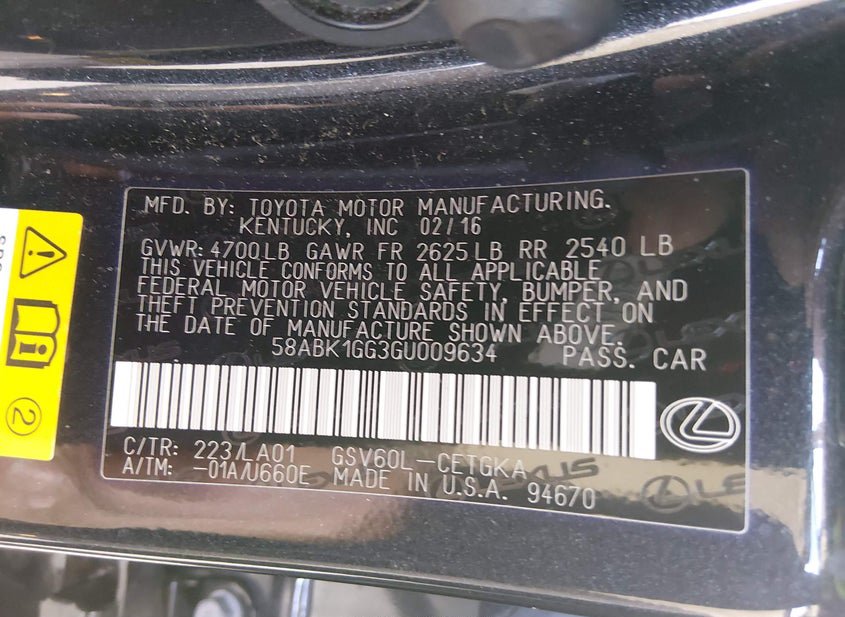 MFD. BY: TOYOTA MOTOR MANUFACTURING.
KENTUCKY, INC 02/16
GVWR: 4700LB GAWR FR 2625LB RR 2540 LB
THIS VEHICLE CONFORMS TO ALL APPLICABLE
FEDERAL MOTOR VEHICLE SAFETY, BUMPER, AND
THEFT PREVENTION STANDARDS IN EFFECT ON
THE DATE OF MANUFACTURE SHOWN ABOVE.
58ABK1GG3GU009634 PASS. CAR
C/TR: 223/LA01 GSV60L-CETGKA
A/TM: -01A/U660E MADE IN U.S.A. 94670
2